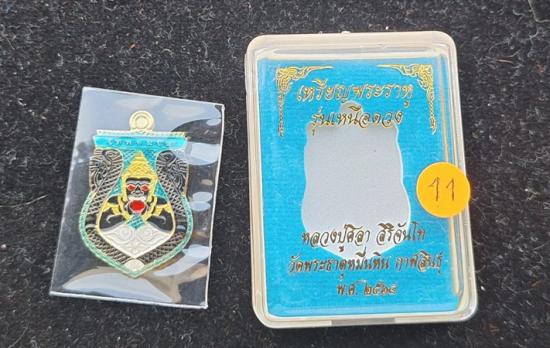 เหรียญพระราหู
รุ่นเหนือดวง
11
หลวงปู่ศิลา สิริจันโท
วัดพระธาตุหมื่นหิน กาฬสินธุ์
พ.ศ. ๒๕๖๕